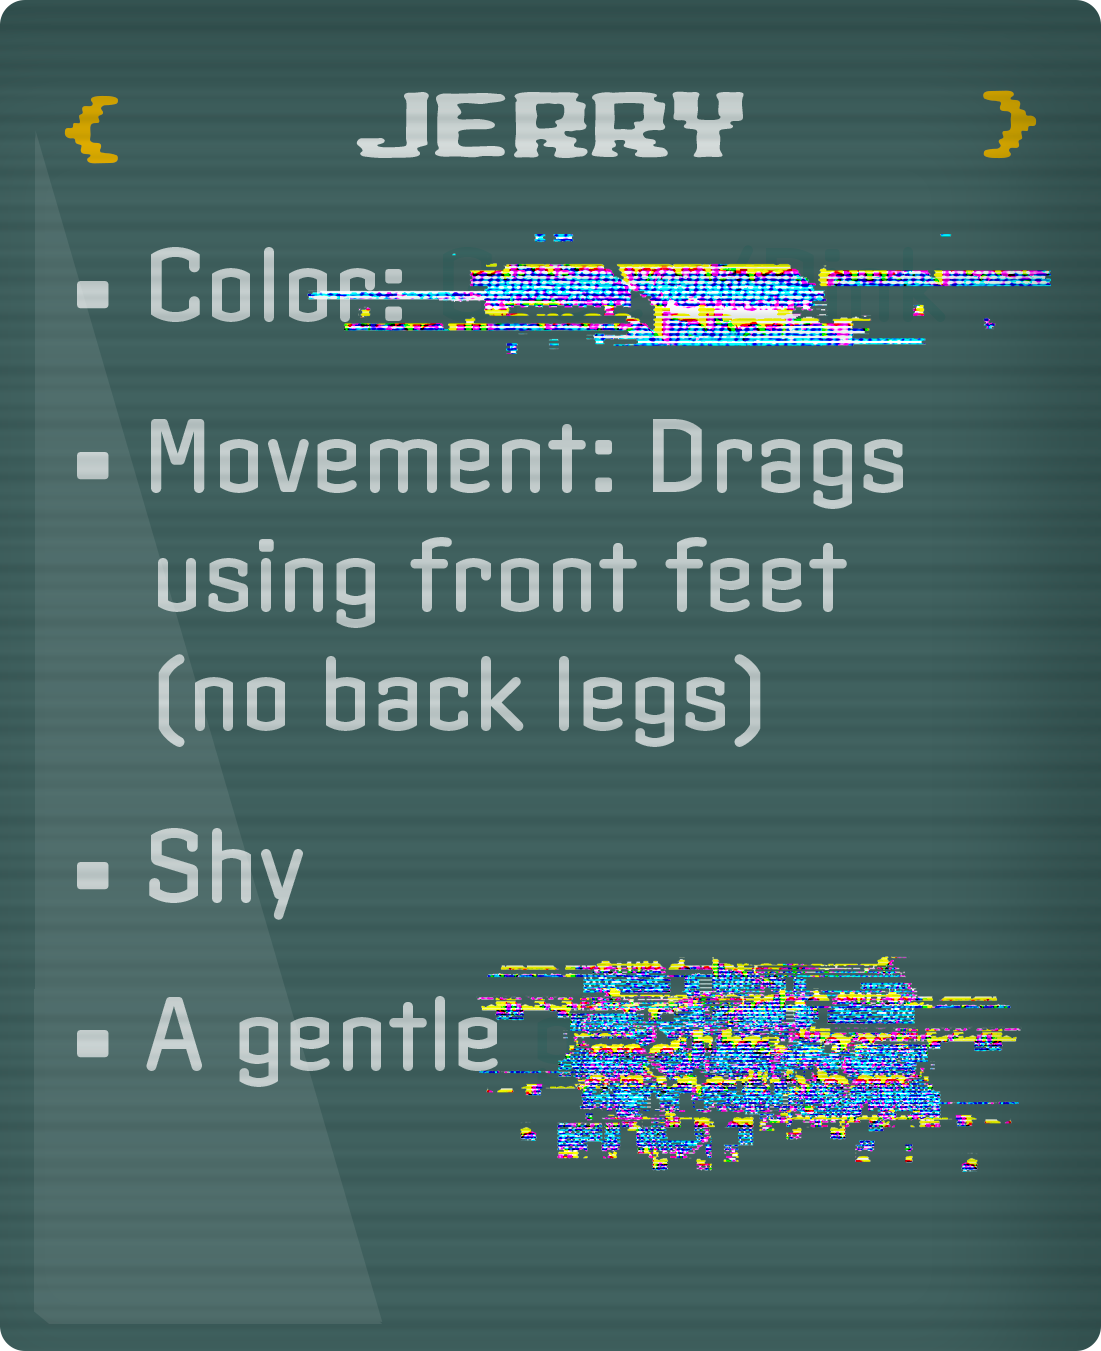 JERRY
▪ Color:
▪ Movement: Drags
using front feet
(no back legs)
▪ Shy
▪ A gentle